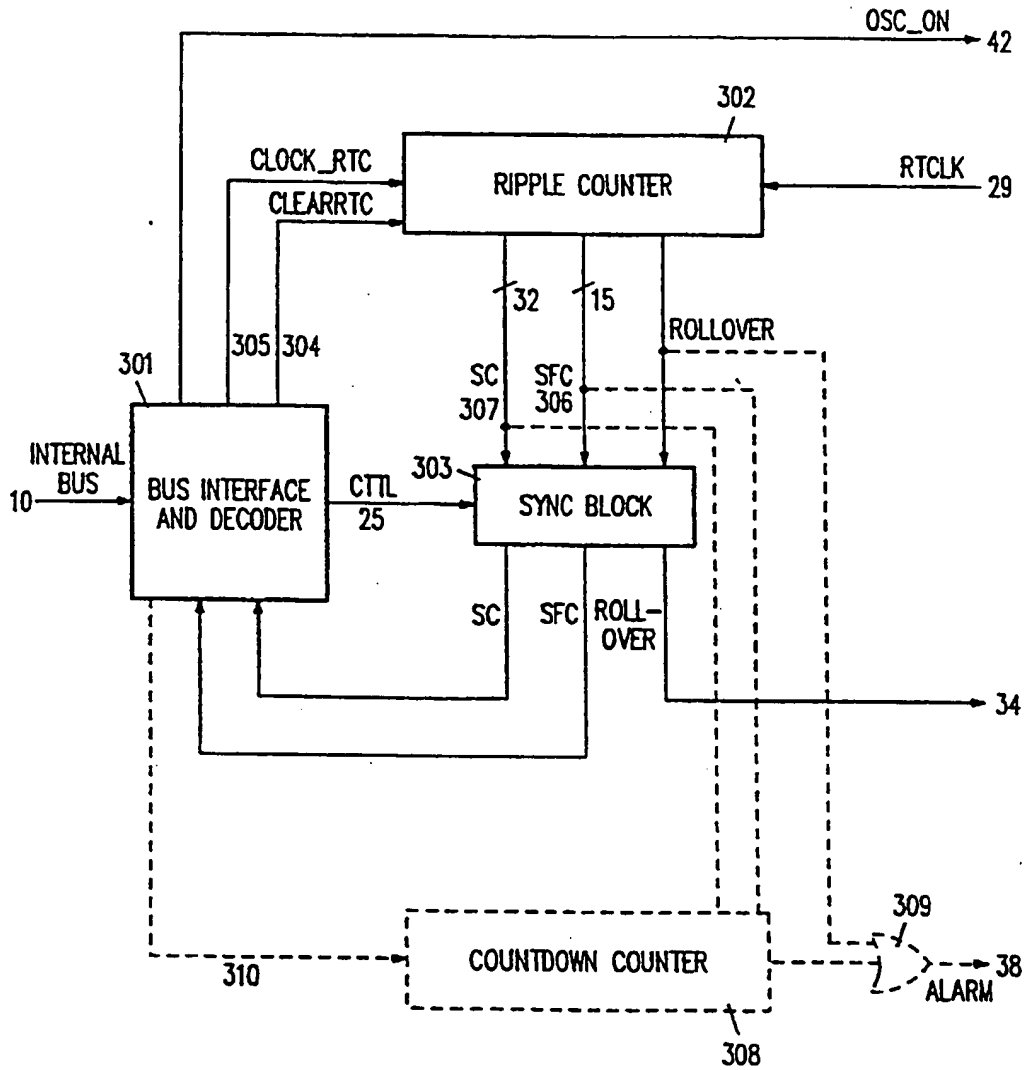 OSC_ON
42
302
CLOCK_RTC
RIPPLE COUNTER
RTCLK
29
CLEARRTC
32
15
ROLLOVER
305
304
301
SC
307
SFC
306
INTERNAL
BUS
10
BUS INTERFACE
AND DECODER
CTTL
25
303
SYNC BLOCK
SC
SFC
ROLL-
OVER
34
309
310
COUNTDOWN COUNTER
38
ALARM
308